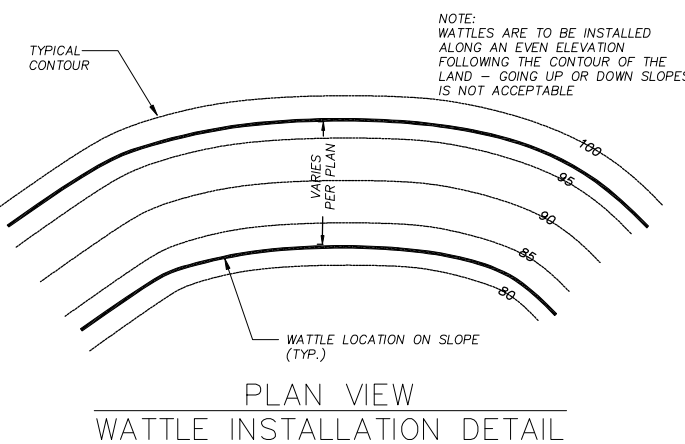 NOTE:
WATTLES ARE TO BE INSTALLED
ALONG AN EVEN ELEVATION
FOLLOWING THE CONTOUR OF THE
LAND – GOING UP OR DOWN SLOPES
IS NOT ACCEPTABLE
TYPICAL
CONTOUR
100
95
90
85
80
VARIES
PER PLAN
WATTLE LOCATION ON SLOPE
(TYP.)
PLAN VIEW
WATTLE INSTALLATION DETAIL